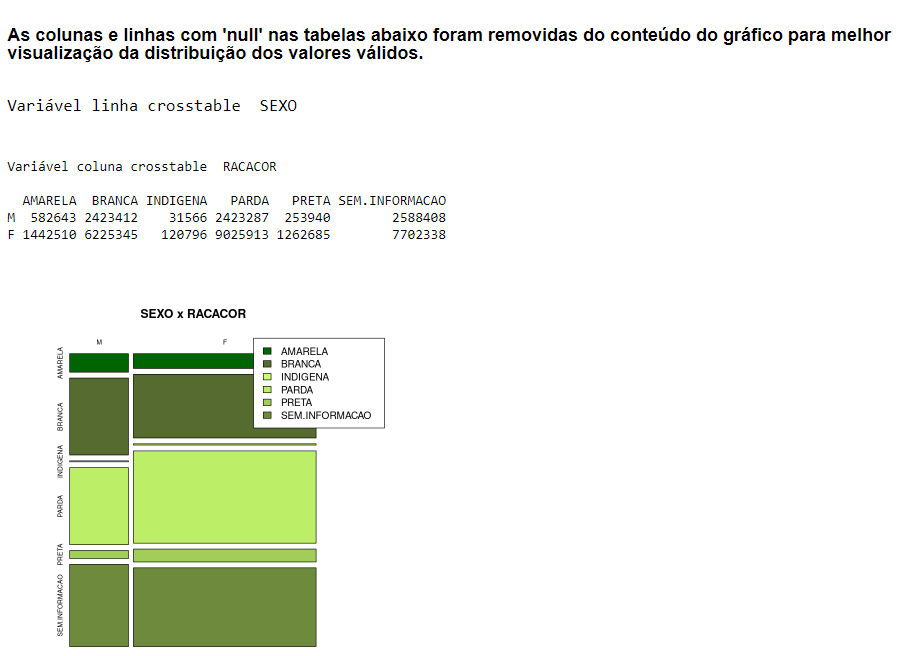 As colunas e linhas com 'null' nas tabelas abaixo foram removidas do conteúdo do gráfico para melhor
visualização da distribuição dos valores válidos.
Variável linha crosstable  SEXO
Variável coluna crosstable  RACACOR
AMARELA  BRANCA INDIGENA   PARDA   PRETA SEM.INFORMACAO
M  582643 2423412    31566 2423287  253940        2588408
F 1442510 6225345   120796 9025913 1262685        7702338
SEXO x RACACOR
M F
AMARELA
BRANCA
INDIGENA
PARDA
PRETA
SEM.INFORMACAO
AMARELA
BRANCA
INDIGENA
PARDA
PRETA
SEM.INFORMACAO